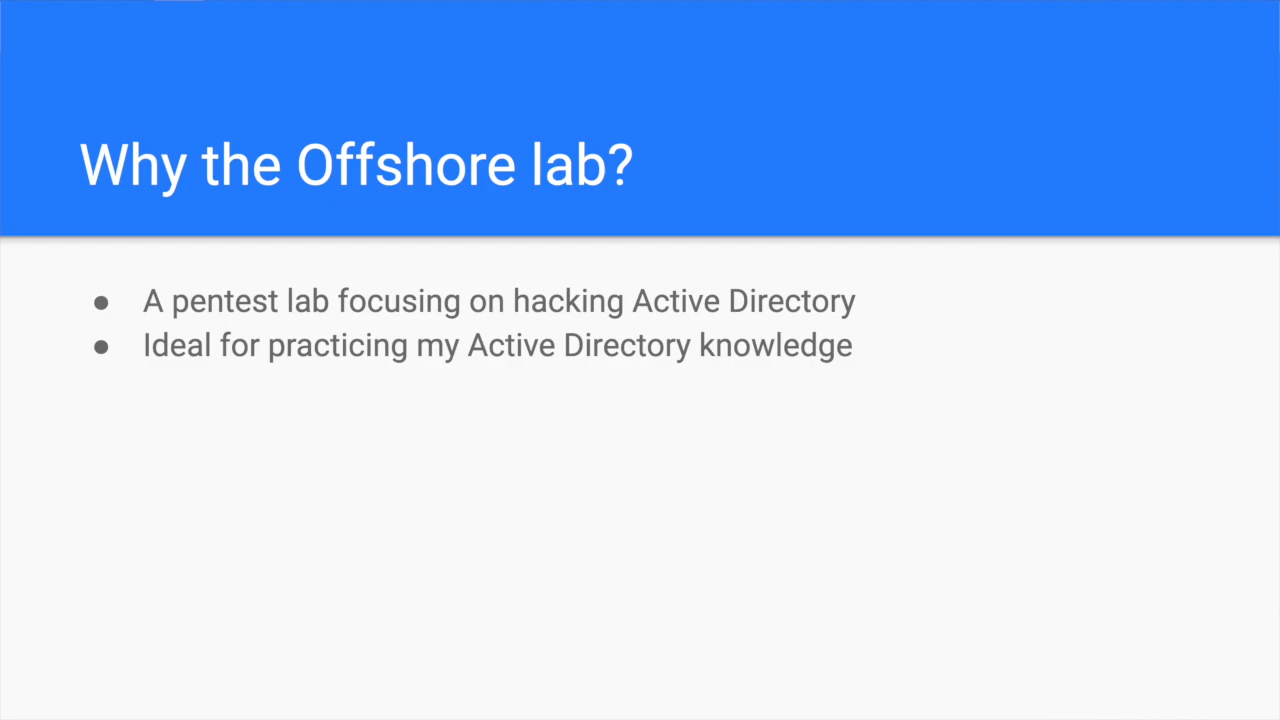 Why the Offshore lab?
● A pentest lab focusing on hacking Active Directory
● Ideal for practicing my Active Directory knowledge